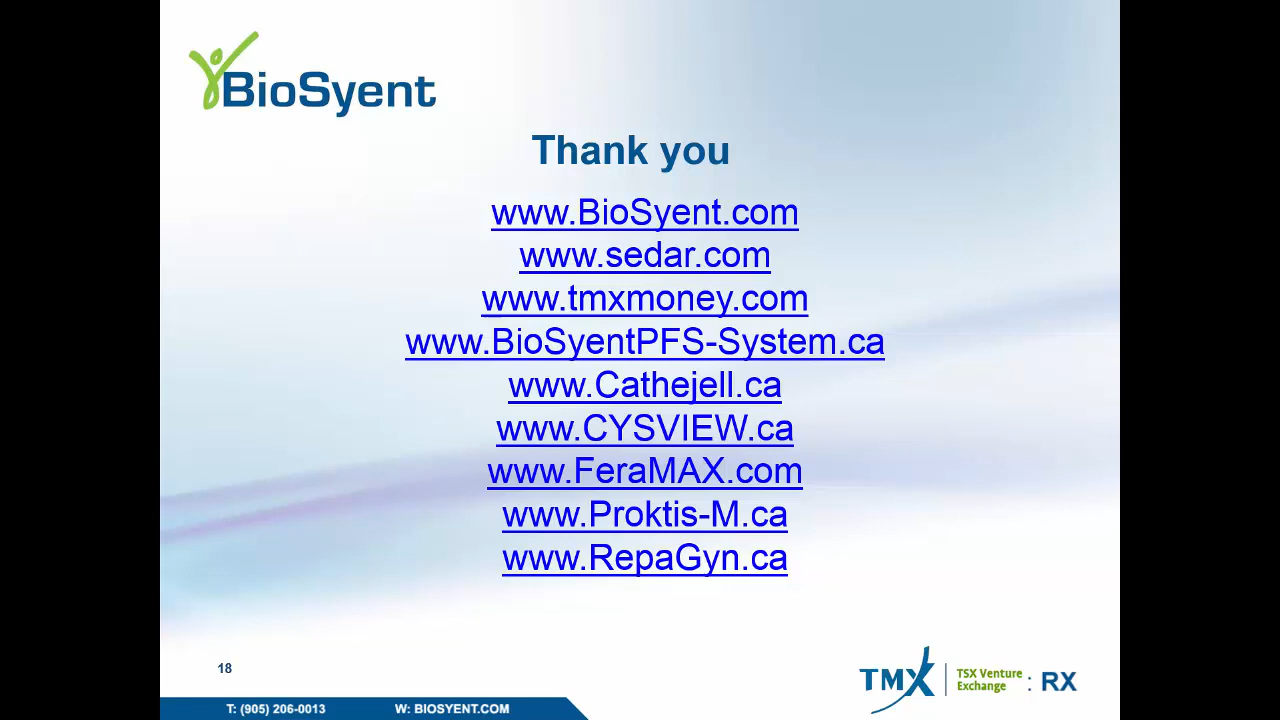 BioSyent
Thank you
www.BioSyent.com
www.sedar.com
www.tmxmoney.com
www.BioSyentPFS-System.ca
www.Cathejell.ca
www.CYSVIEW.ca
www.FeraMAX.com
www.Proktis-M.ca
www.RepaGyn.ca
18
TMX TSX Venture
Exchange : RX
T: (905) 206-0013 W: BIOSYENT.COM